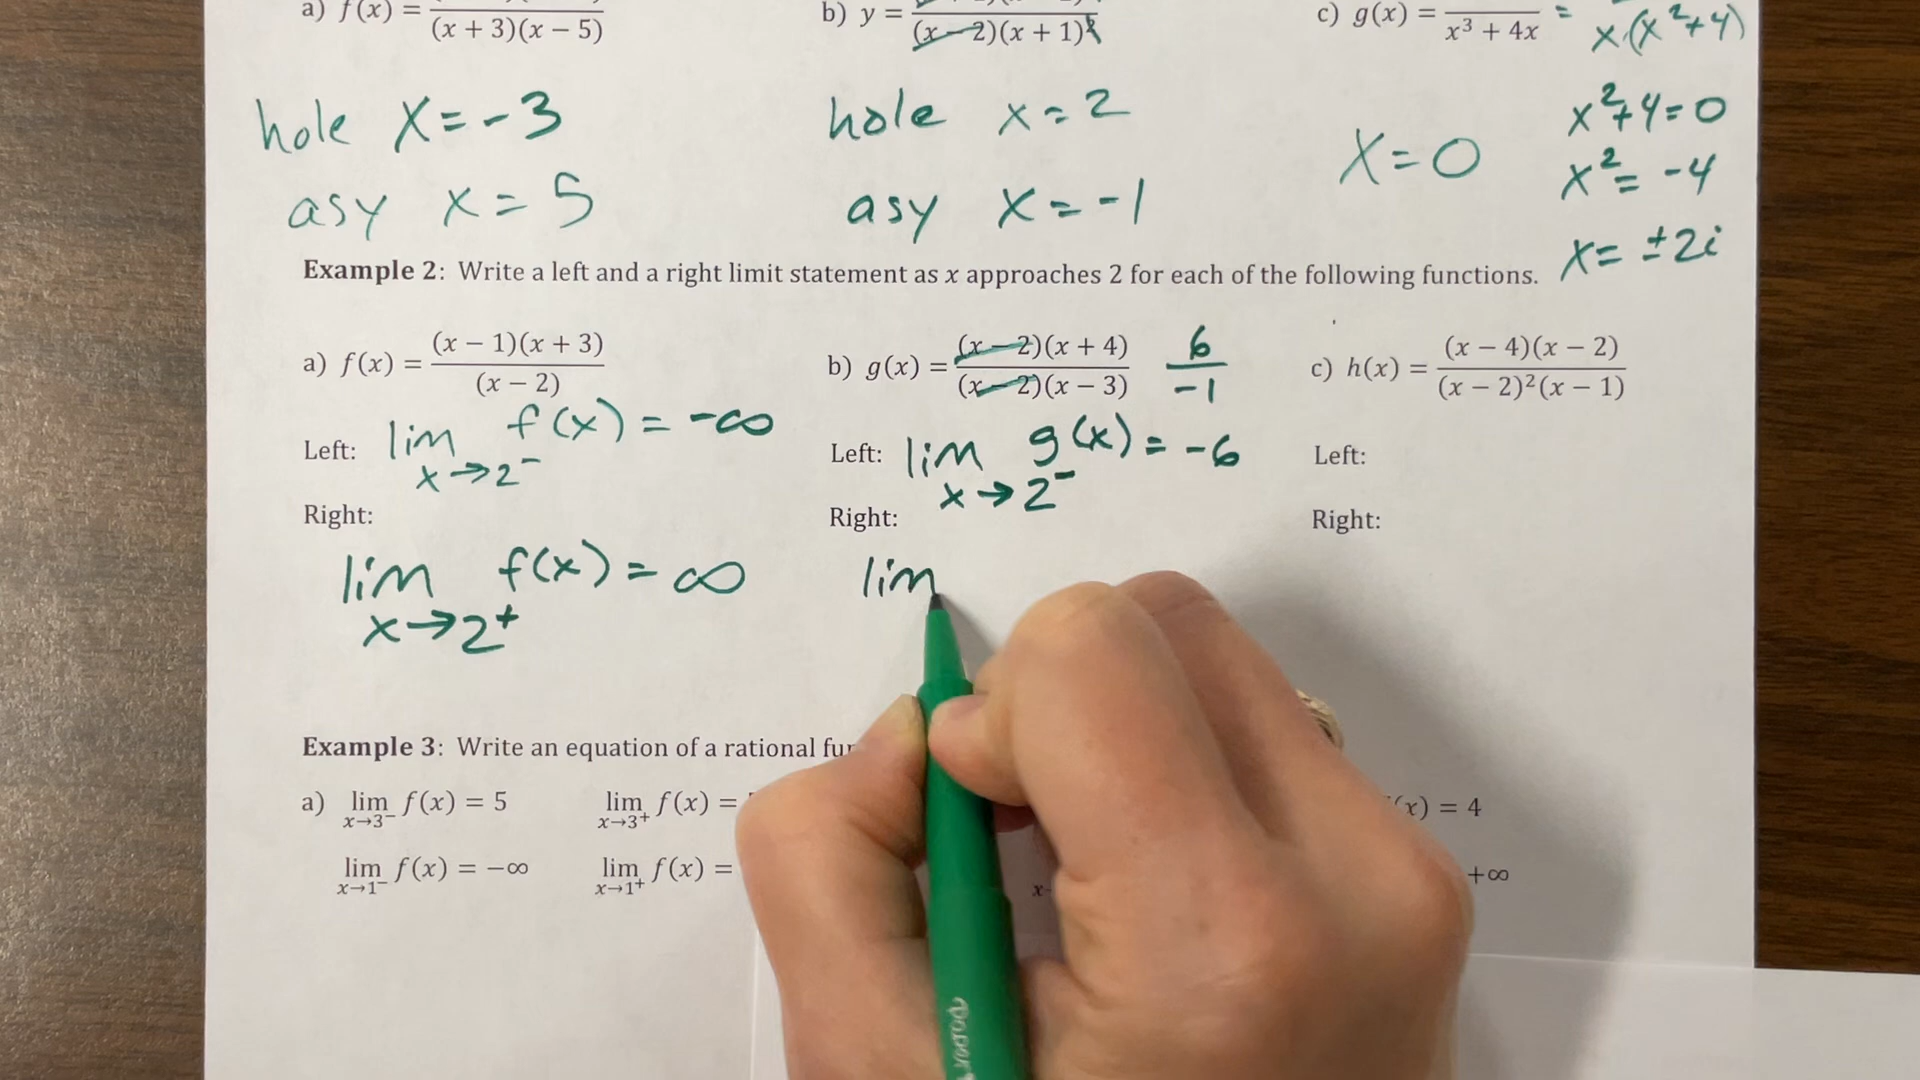 a) f(x) = (x + 3)(x − 5)
b) y = (x − 2)(x + 1)
c) g(x) = x³ + 4x = x(x²+4)
hole x = -3
hole x = 2
x²+4=0
x = 0
x² = -4
asy x = 5
asy x = -1
x = ±2i
Example 2: Write a left and a right limit statement as x approaches 2 for each of the following functions.
a) f(x) = (x − 1)(x + 3) / (x − 2)
b) g(x) = (x − 2)(x + 4) / (x − 2)(x − 3) 6/-1
c) h(x) = (x − 4)(x − 2) / (x − 2)²(x − 1)
Left: lim x→2⁻ f(x) = -∞
Left: lim x→2⁻ g(x) = -6
Left:
Right:
Right:
Right:
lim x→2⁺ f(x) = ∞
lim
Example 3: Write an equation of a rational
a) lim x→3⁻ f(x) = 5
lim x→3⁺ f(x) =
(x) = 4
lim x→1⁻ f(x) = −∞
lim x→1⁺ f(x) =
+∞